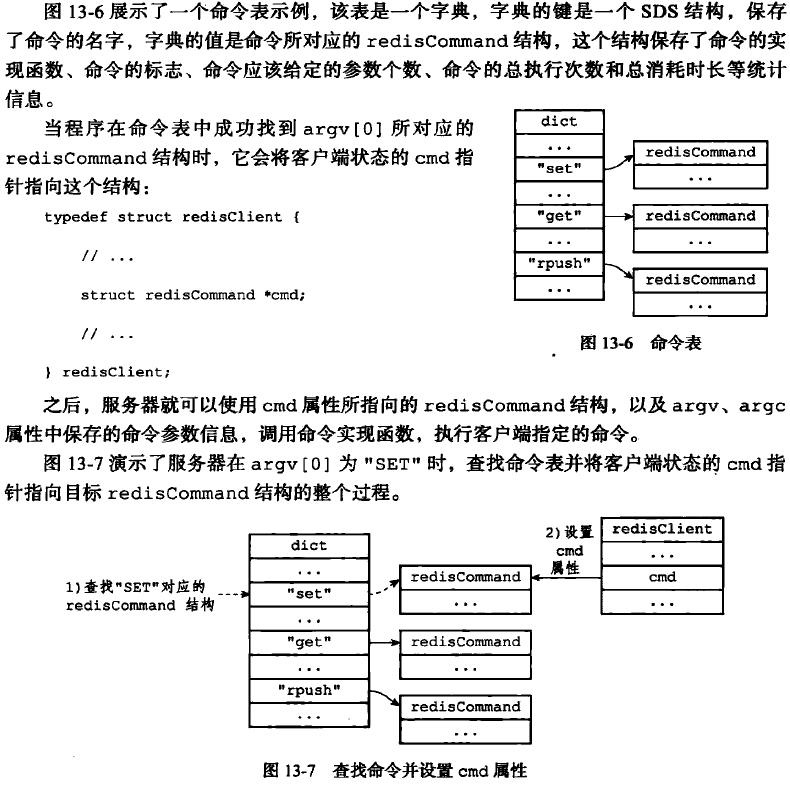 图 13-6 展示了一个命令表示例，该表是一个字典，字典的键是一个 SDS 结构，保存
了命令的名字，字典的值是命令所对应的 redisCommand 结构，这个结构保存了命令的实
现函数、命令的标志、命令应该给定的参数个数、命令的总执行次数和总消耗时长等统计
信息。
当程序在命令表中成功找到 argv[0] 所对应的
redisCommand 结构时，它会将客户端状态的 cmd 指
针指向这个结构：
typedef struct redisClient {
// ...
struct redisCommand *cmd;
// ...
} redisClient;
dict
...
"set"
...
"get"
...
"rpush"
...
redisCommand
...
redisCommand
...
redisCommand
...
图 13-6 命令表
之后，服务器就可以使用 cmd 属性所指向的 redisCommand 结构，以及 argv、argc
属性中保存的命令参数信息，调用命令实现函数，执行客户端指定的命令。
图 13-7 演示了服务器在 argv[0] 为 "SET" 时，查找命令表并将客户端状态的 cmd 指
针指向目标 redisCommand 结构的整个过程。
1)查找"SET"对应的
redisCommand 结构
dict
...
"set"
...
"get"
...
"rpush"
...
redisCommand
...
redisCommand
...
redisCommand
...
2)设置
cmd
属性
redisClient
...
cmd
...
图 13-7 查找命令并设置 cmd 属性